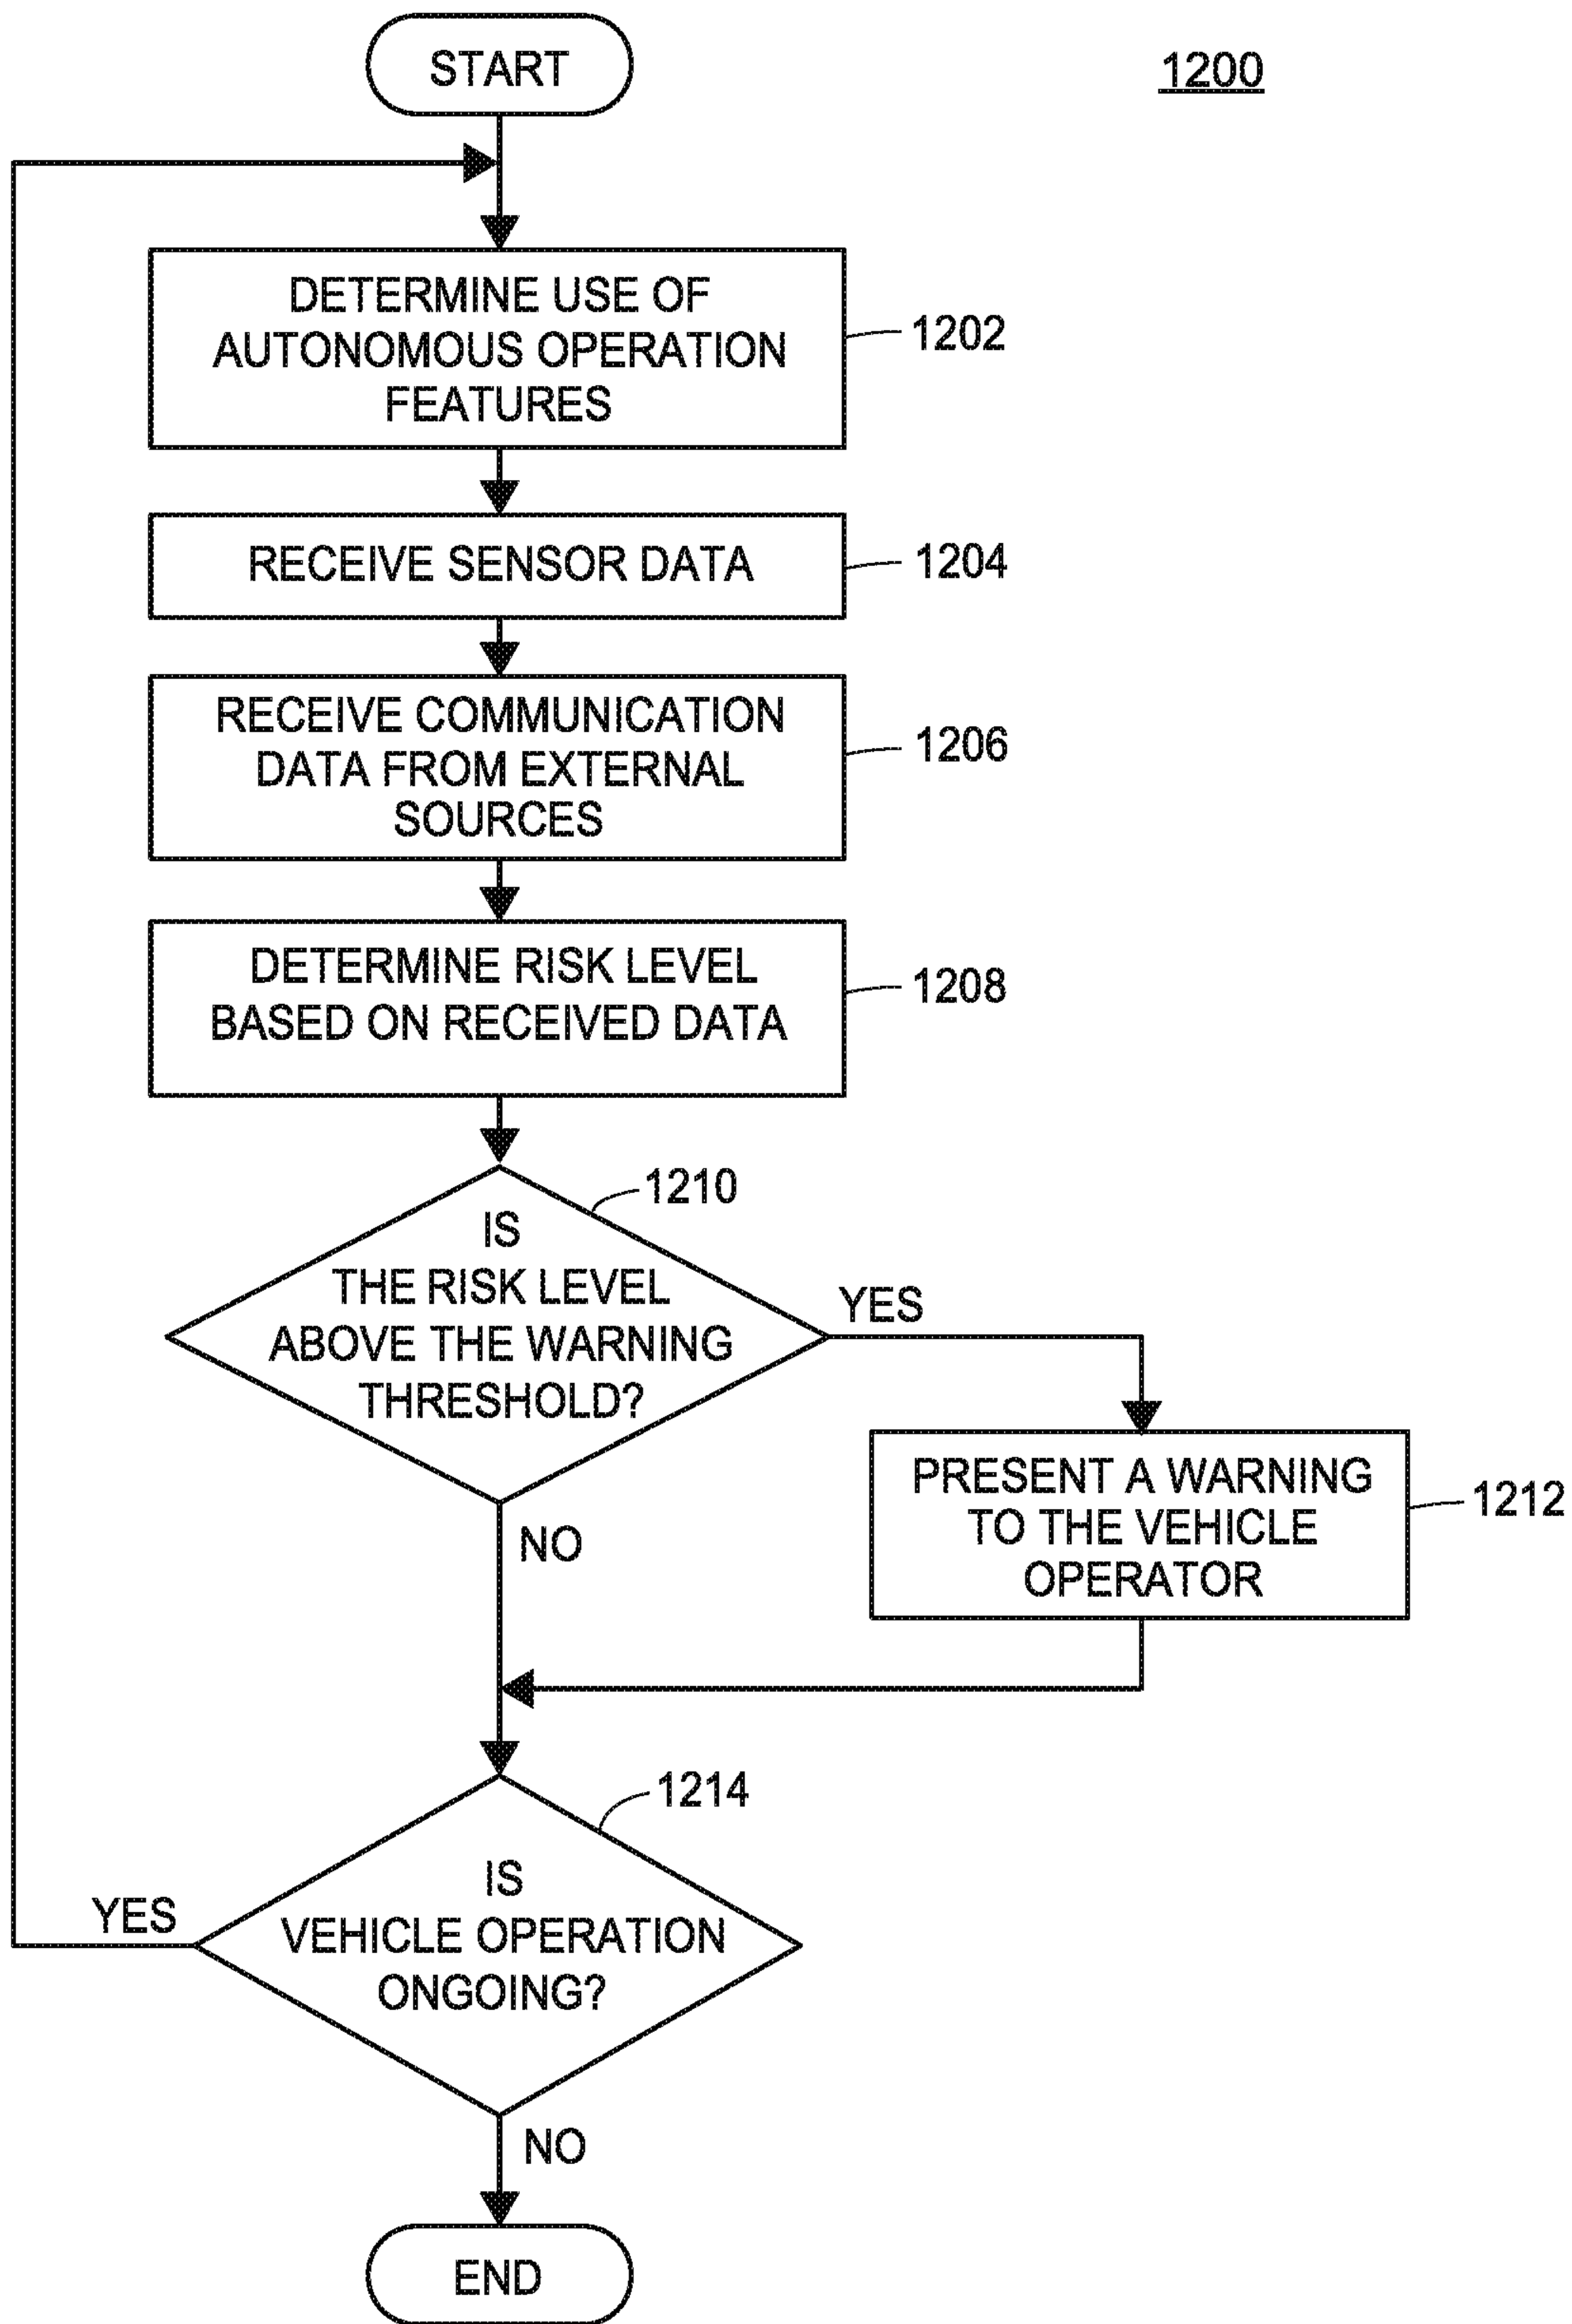 START
1200
DETERMINE USE OF
AUTONOMOUS OPERATION
FEATURES
1202
RECEIVE SENSOR DATA
1204
RECEIVE COMMUNICATION
DATA FROM EXTERNAL
SOURCES
1206
DETERMINE RISK LEVEL
BASED ON RECEIVED DATA
1208
1210
IS
THE RISK LEVEL
ABOVE THE WARNING
THRESHOLD?
YES
NO
PRESENT A WARNING
TO THE VEHICLE
OPERATOR
1212
1214
IS
VEHICLE OPERATION
ONGOING?
YES
NO
END